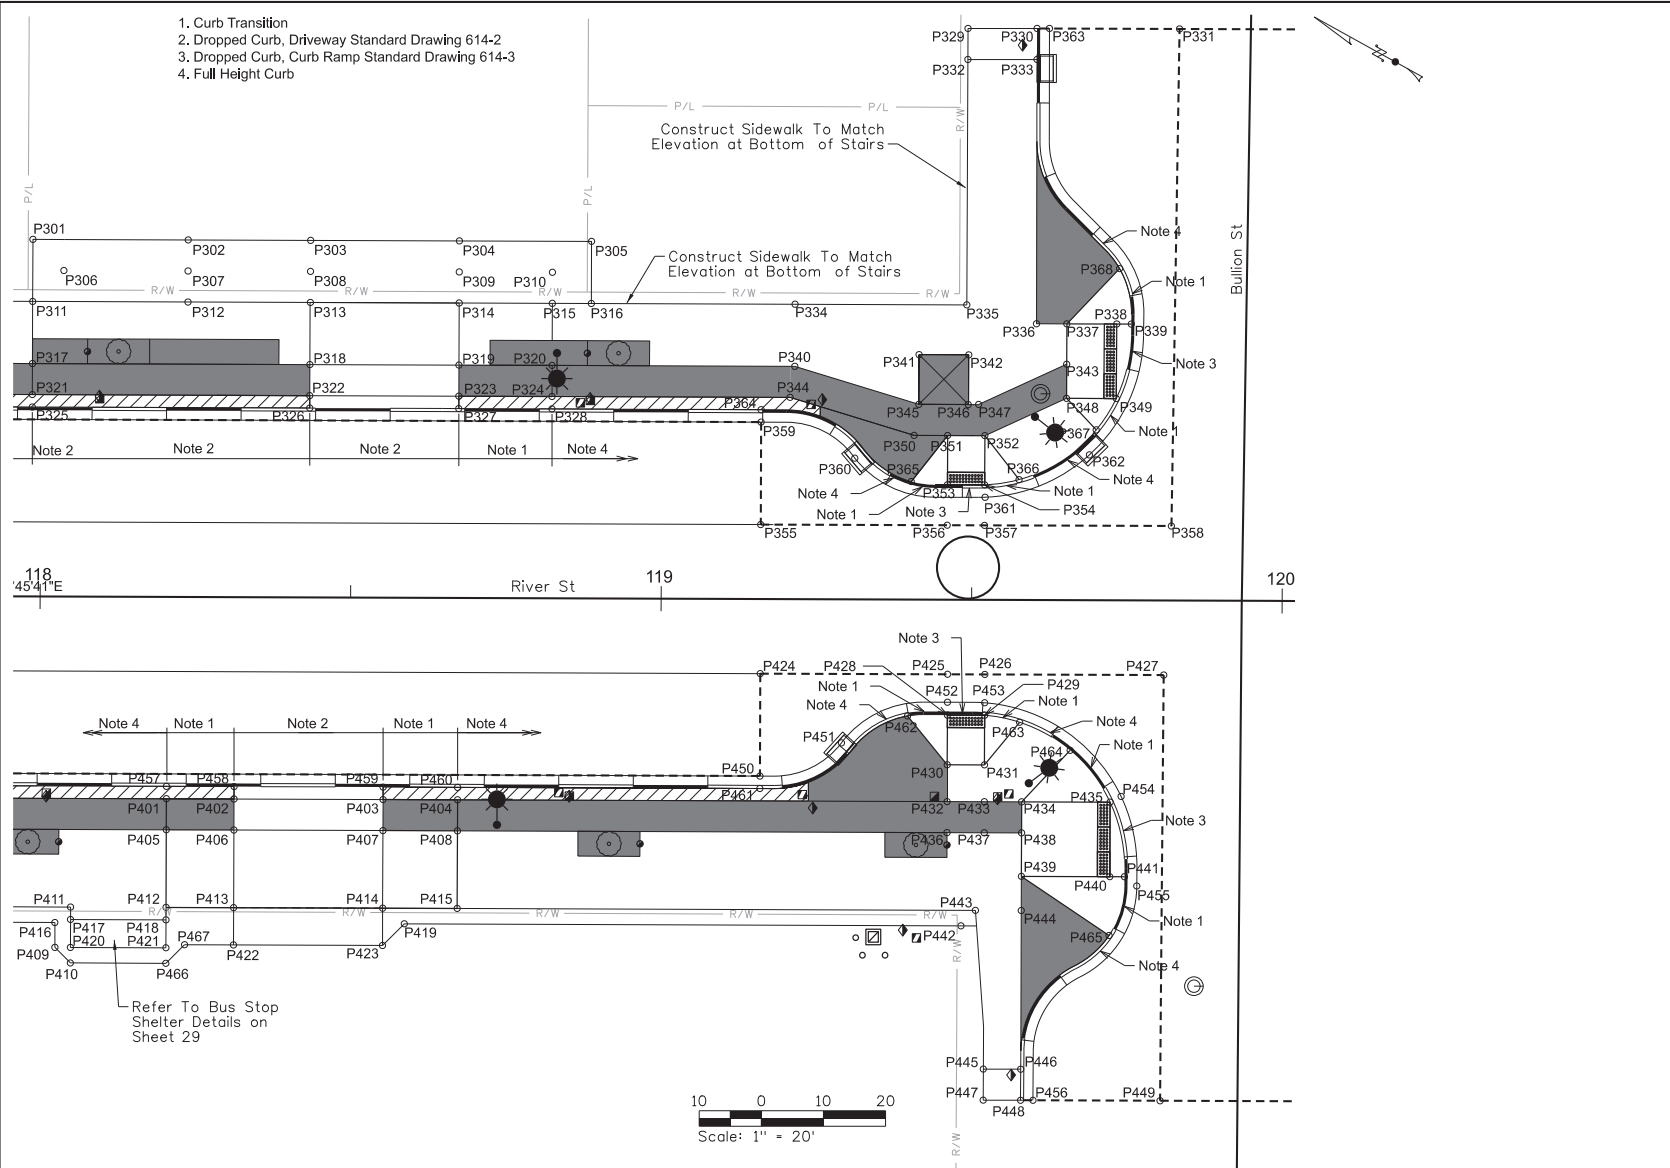 1. Curb Transition
2. Dropped Curb, Driveway Standard Drawing 614-2
3. Dropped Curb, Curb Ramp Standard Drawing 614-3
4. Full Height Curb
P329 P330 P363 P331
P332 P333
P/L P/L
Construct Sidewalk To Match
Elevation at Bottom of Stairs
R/W
P/L
P/L
P301
P302 P303 P304 P305
Note 4
Bullion St
Construct Sidewalk To Match
Elevation at Bottom of Stairs
P306 P307 P308 P309 P310
P368
Note 1
R/W R/W R/W R/W
P311 P312 P313 P314 P315 P316 P334 P335
P336 P337 P338 P339
P317 P318 P319 P320 P340 P341 P342 P343
Note 3
P321 P322 P323 P324 P344
P364 P345 P346 P347 P348 P349
P325 P326 P327 P328
P359
P350 P351 P352 P367
Note 1
Note 2 Note 2 Note 2 Note 1 Note 4
P360 P365 P366 P362
Note 4 P353 Note 1 Note 4
Note 1 Note 3 P361 P354
P355 P356 P357 P358
118 119 120
'45'41"E
River St
Note 3
P424 P428 P425 P426 P427
Note 1 P452 P453 P429
Note 4 Note 1
Note 4 Note 1 Note 2 Note 1 Note 4
P451 P462 P463 Note 4
P464 Note 1
P457 P458 P459 P460 P450 P430 P431
P461 P454
P401 P402 P403 P404 P432 P433 P434 P435
Note 3
P405 P406 P407 P408 P436 P437 P438
P439 P440 P441
P455
P411 P412 P413 P414 P415 P443 P444
R/W R/W R/W R/W
Note 1
P416 P417 P418 P419 P442 P465
P420 P421 P467
P409 P422 P423
R/W
P410 P466
Note 4
Refer To Bus Stop
Shelter Details on
Sheet 29
P445 P446
P447 P448 P456 P449
10 0 10 20
Scale: 1" = 20'
R/W